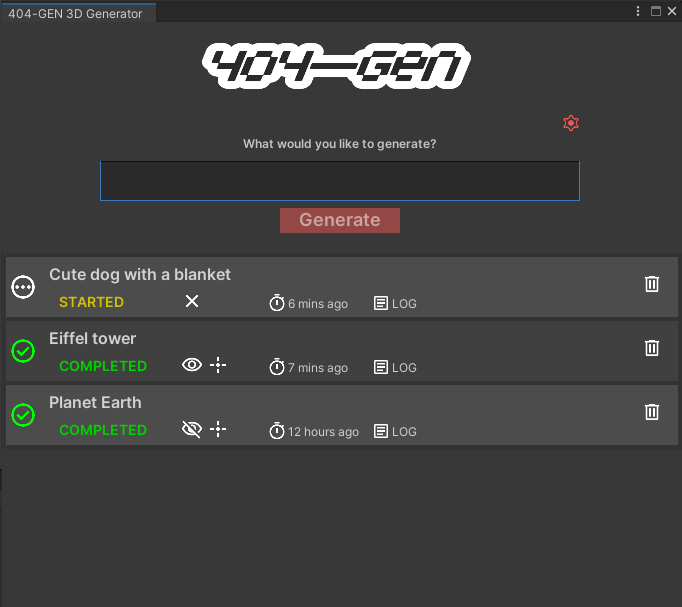 404-GEN 3D Generator
404-GEN
What would you like to generate?
Generate
Cute dog with a blanket
STARTED 6 mins ago LOG
Eiffel tower
COMPLETED 7 mins ago LOG
Planet Earth
COMPLETED 12 hours ago LOG